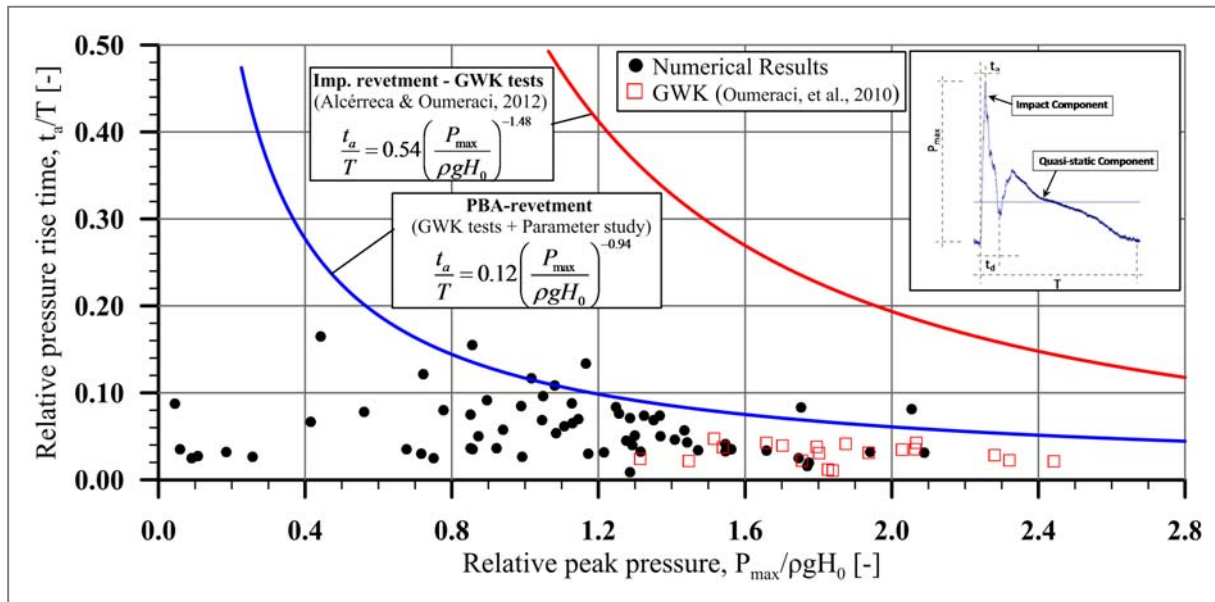 Relative pressure rise time, tₐ/T [-]
0.50
0.40
0.30
0.20
0.10
0.00
Imp. revetment - GWK tests
(Alcérreca & Oumeraci, 2012)
tₐ/T = 0.54(Pmax/ρgH₀)^−1.48
PBA-revetment
(GWK tests + Parameter study)
tₐ/T = 0.12(Pmax/ρgH₀)^−0.94
Numerical Results
GWK (Oumeraci, et al., 2010)
tₐ
Impact Component
Pmax
Quasi-static Component
t_d
T
0.0 0.4 0.8 1.2 1.6 2.0 2.4 2.8
Relative peak pressure, Pmax/ρgH₀ [-]